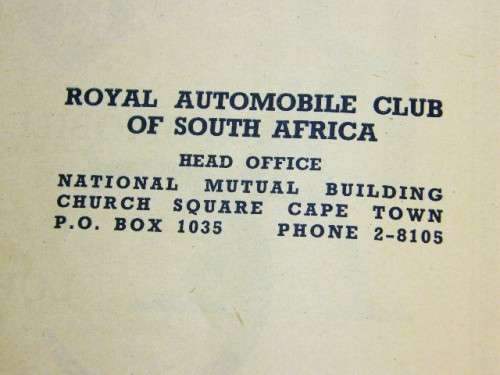 ROYAL AUTOMOBILE CLUB
OF SOUTH AFRICA
HEAD OFFICE
NATIONAL MUTUAL BUILDING
CHURCH SQUARE CAPE TOWN
P.O. BOX 1035 PHONE 2-8105